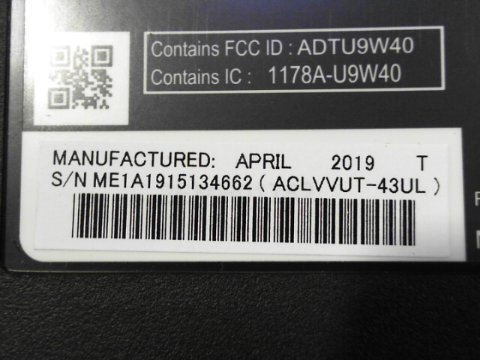 Contains FCC ID : ADTU9W40
Contains IC : 1178A-U9W40
MANUFACTURED: APRIL 2019 T
S/N ME1A1915134662 ( ACLVVUT-43UL )